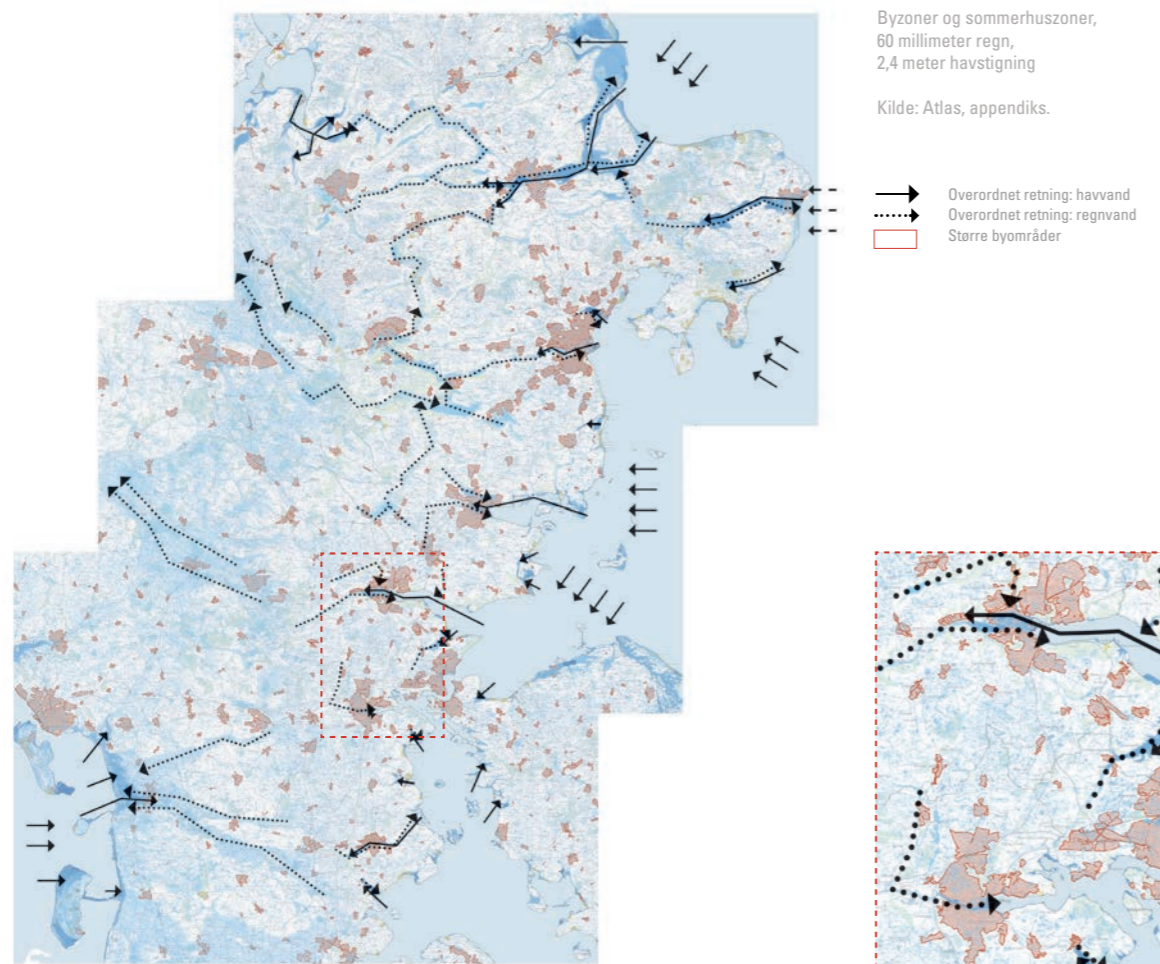 Byzoner og sommerhuszoner,
60 millimeter regn,
2,4 meter havstigning
Kilde: Atlas, appendiks.
Overordnet retning: havvand
Overordnet retning: regnvand
Større byområder